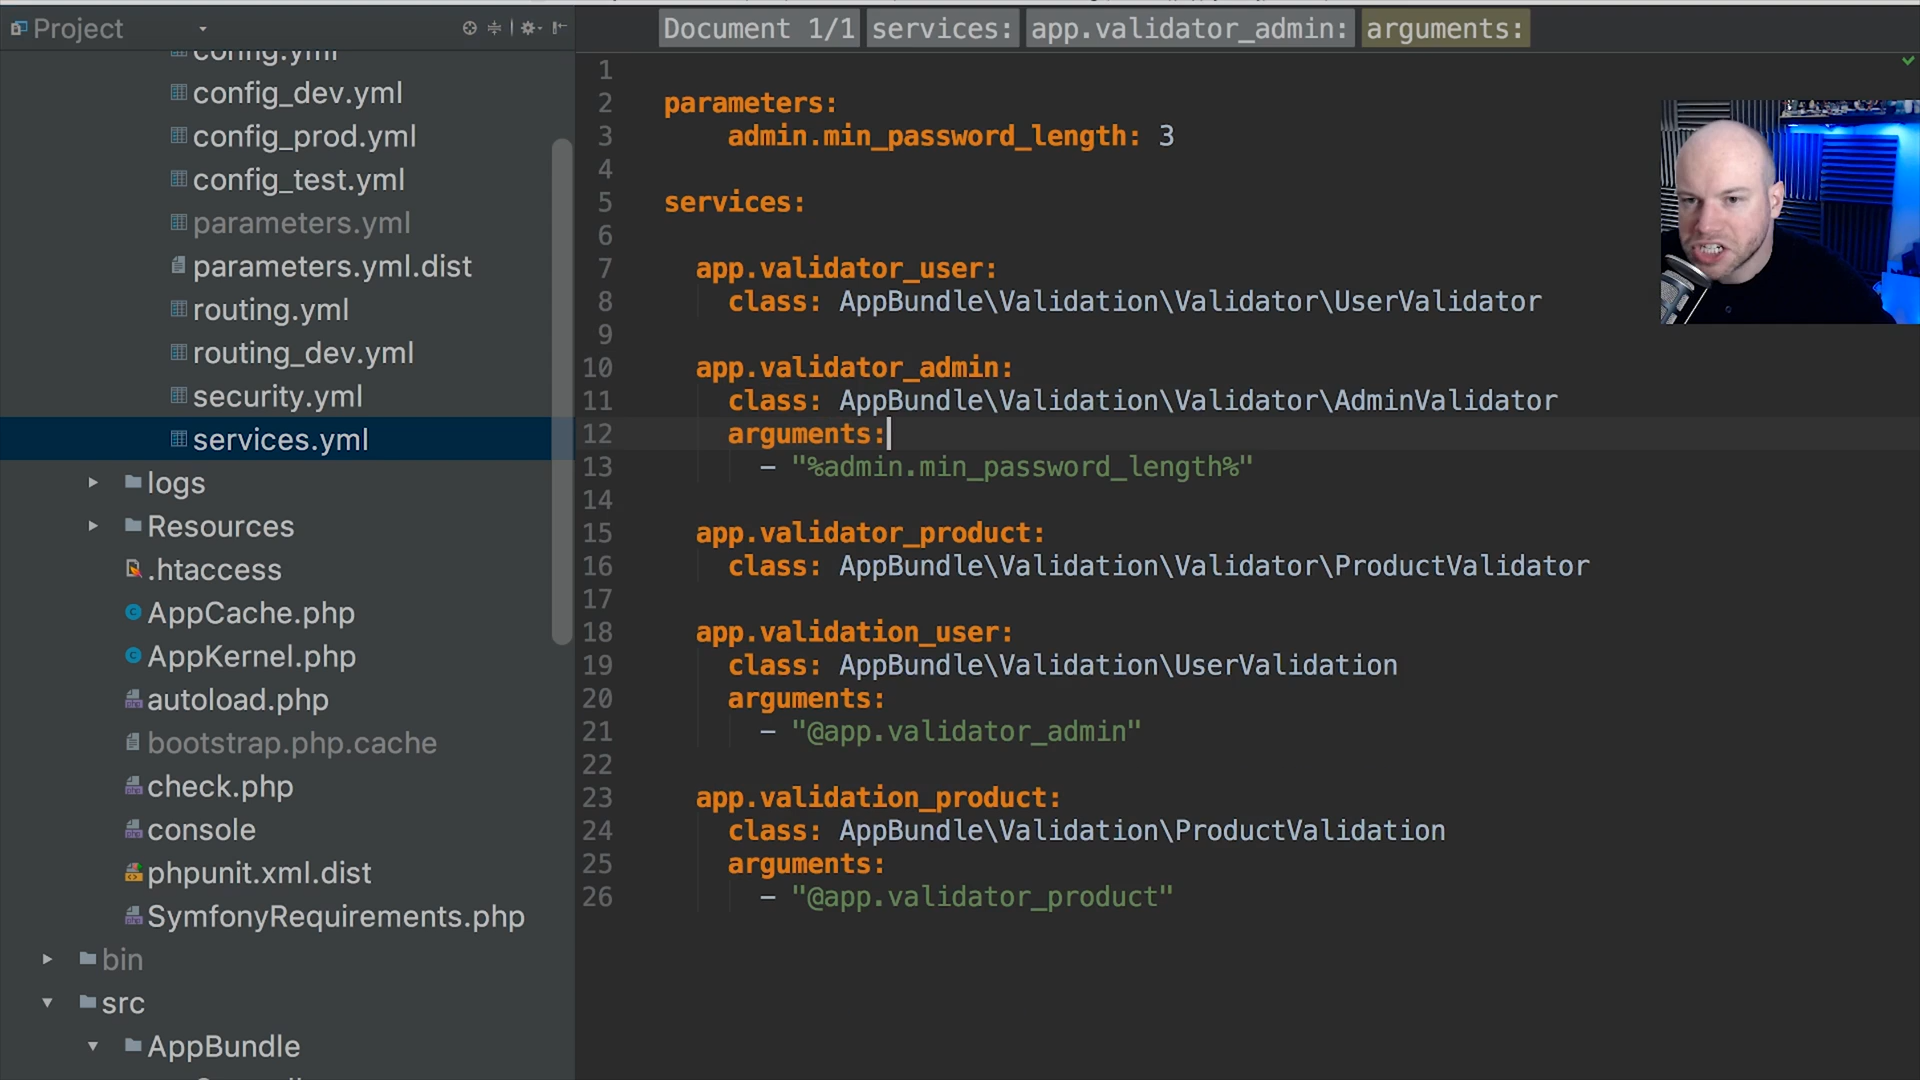 Project
Document 1/1 services: app.validator_admin: arguments:
config.yml
config_dev.yml
config_prod.yml
config_test.yml
parameters.yml
parameters.yml.dist
routing.yml
routing_dev.yml
security.yml
services.yml
logs
Resources
.htaccess
AppCache.php
AppKernel.php
autoload.php
bootstrap.php.cache
check.php
console
phpunit.xml.dist
SymfonyRequirements.php
bin
src
AppBundle
1
2 parameters:
3 admin.min_password_length: 3
4
5 services:
6
7 app.validator_user:
8 class: AppBundle\Validation\Validator\UserValidator
9
10 app.validator_admin:
11 class: AppBundle\Validation\Validator\AdminValidator
12 arguments:
13 - "%admin.min_password_length%"
14
15 app.validator_product:
16 class: AppBundle\Validation\Validator\ProductValidator
17
18 app.validation_user:
19 class: AppBundle\Validation\UserValidation
20 arguments:
21 - "@app.validator_admin"
22
23 app.validation_product:
24 class: AppBundle\Validation\ProductValidation
25 arguments:
26 - "@app.validator_product"